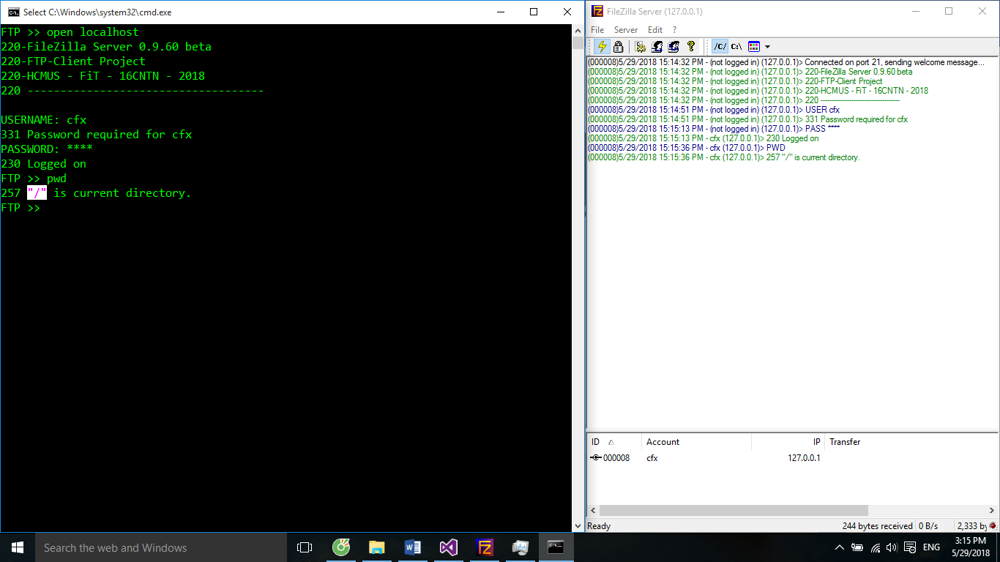 Select C:\Windows\system32\cmd.exe
FTP >> open localhost
220-FileZilla Server 0.9.60 beta
220-FTP-Client Project
220-HCMUS - FiT - 16CNTN - 2018
220 ------------------------------------
USERNAME: cfx
331 Password required for cfx
PASSWORD: ****
230 Logged on
FTP >> pwd
257 "/" is current directory.
FTP >>
FileZilla Server (127.0.0.1)
File Server Edit ?
/C/ C:\
(000008)5/29/2018 15:14:32 PM - (not logged in) (127.0.0.1)> Connected on port 21, sending welcome message...
(000008)5/29/2018 15:14:32 PM - (not logged in) (127.0.0.1)> 220-FileZilla Server 0.9.60 beta
(000008)5/29/2018 15:14:32 PM - (not logged in) (127.0.0.1)> 220-FTP-Client Project
(000008)5/29/2018 15:14:32 PM - (not logged in) (127.0.0.1)> 220-HCMUS - FiT - 16CNTN - 2018
(000008)5/29/2018 15:14:32 PM - (not logged in) (127.0.0.1)> 220 ------------------------------------
(000008)5/29/2018 15:14:51 PM - (not logged in) (127.0.0.1)> USER cfx
(000008)5/29/2018 15:14:51 PM - (not logged in) (127.0.0.1)> 331 Password required for cfx
(000008)5/29/2018 15:15:13 PM - (not logged in) (127.0.0.1)> PASS ****
(000008)5/29/2018 15:15:13 PM - cfx (127.0.0.1)> 230 Logged on
(000008)5/29/2018 15:15:36 PM - cfx (127.0.0.1)> PWD
(000008)5/29/2018 15:15:36 PM - cfx (127.0.0.1)> 257 "/" is current directory.
ID Account IP Transfer
000008 cfx 127.0.0.1
Ready 244 bytes received 0 B/s 2,333 by
Search the web and Windows
ENG
3:15 PM
5/29/2018